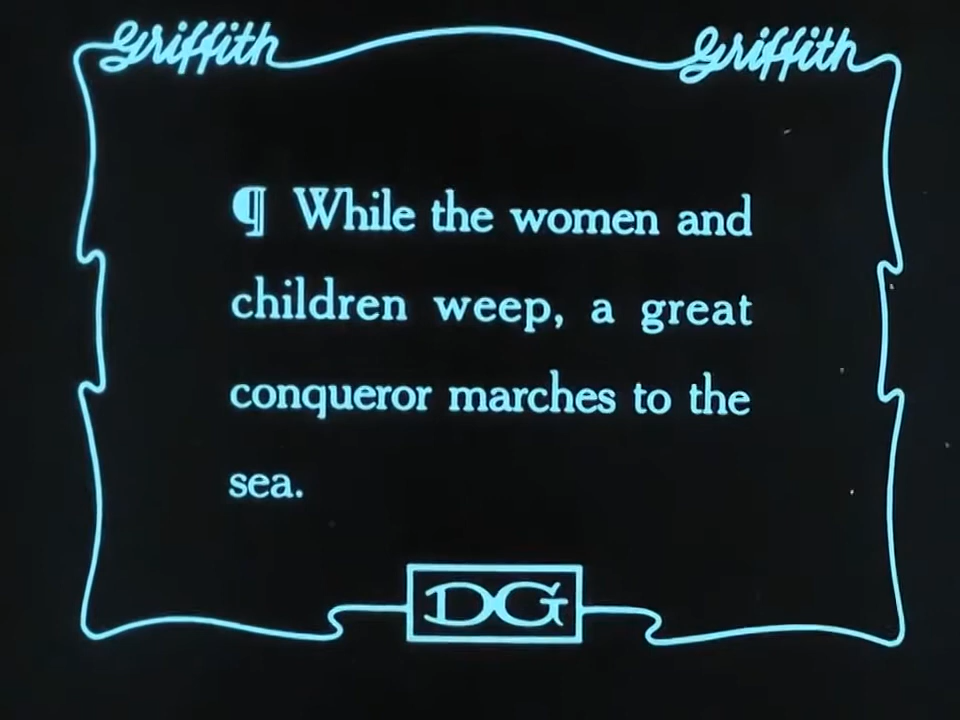 Griffith Griffith
¶ While the women and
children weep, a great
conqueror marches to the
sea.
DG